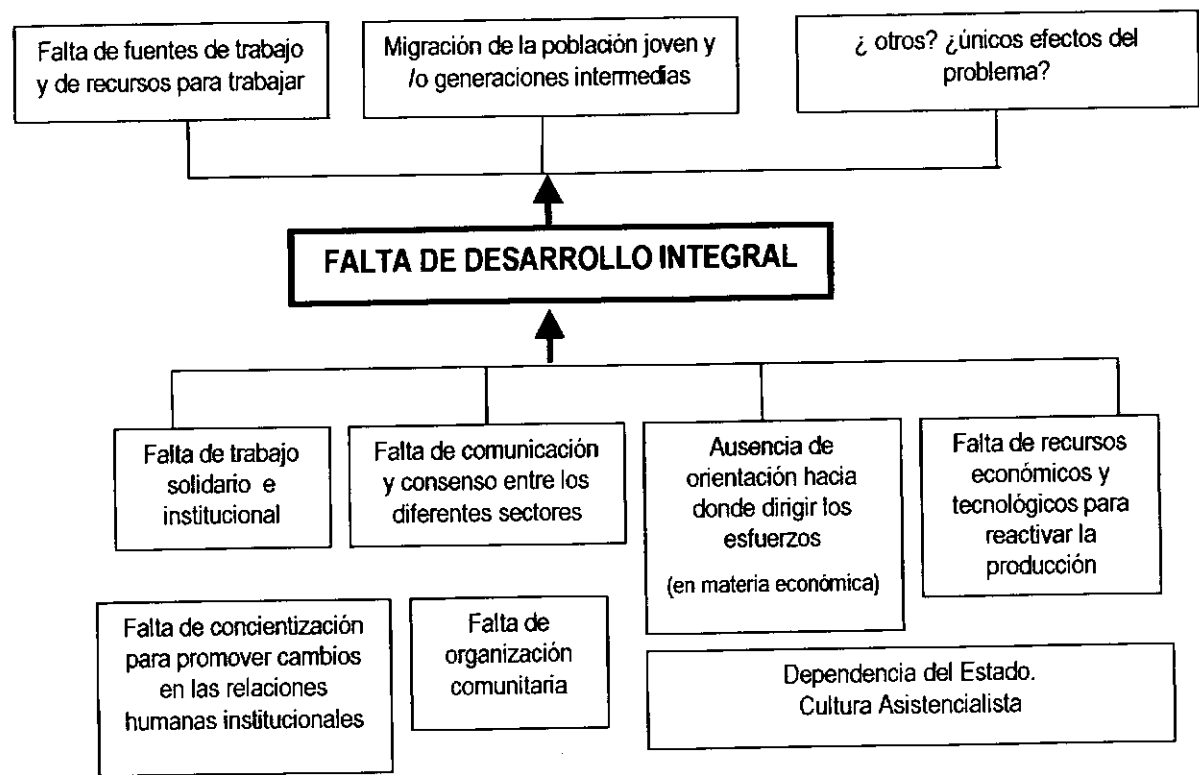 Falta de fuentes de trabajo
y de recursos para trabajar
Migración de la población joven y
/o generaciones intermedias
¿ otros? ¿únicos efectos del
problema?
FALTA DE DESARROLLO INTEGRAL
Falta de trabajo
solidario e
institucional
Falta de comunicación
y consenso entre los
diferentes sectores
Ausencia de
orientación hacia
donde dirigir los
esfuerzos
(en materia económica)
Falta de recursos
económicos y
tecnológicos para
reactivar la
producción
Falta de concientización
para promover cambios
en las relaciones
humanas institucionales
Falta de
organización
comunitaria
Dependencia del Estado.
Cultura Asistencialista